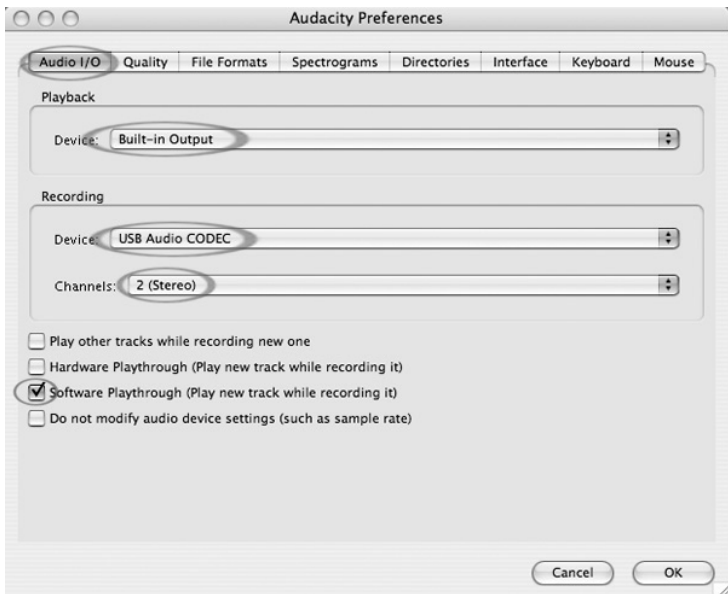 Audacity Preferences
Audio I/O Quality File Formats Spectrograms Directories Interface Keyboard Mouse
Playback
Device: Built-in Output
Recording
Device: USB Audio CODEC
Channels: 2 (Stereo)
Play other tracks while recording new one
Hardware Playthrough (Play new track while recording it)
Software Playthrough (Play new track while recording it)
Do not modify audio device settings (such as sample rate)
Cancel OK